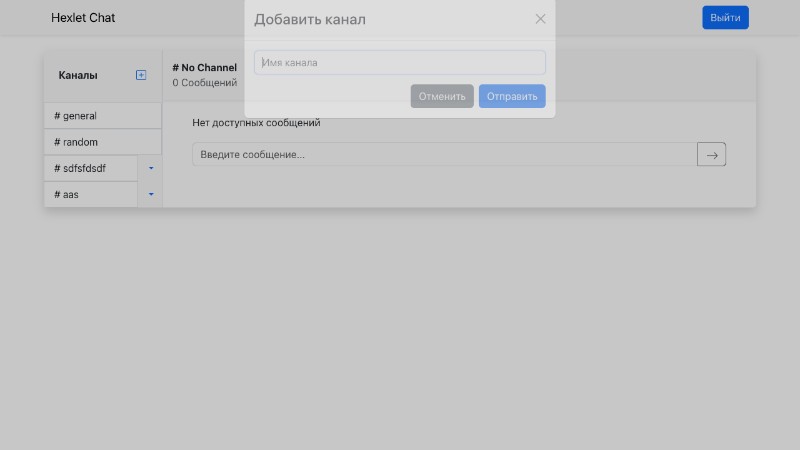 Hexlet Chat
Выйти
Добавить канал
Имя канала
Отменить
Отправить
Каналы
# general
# random
# sdfsfdsdf
# aas
# No Channel
0 Сообщений
Нет доступных сообщений
Введите сообщение...